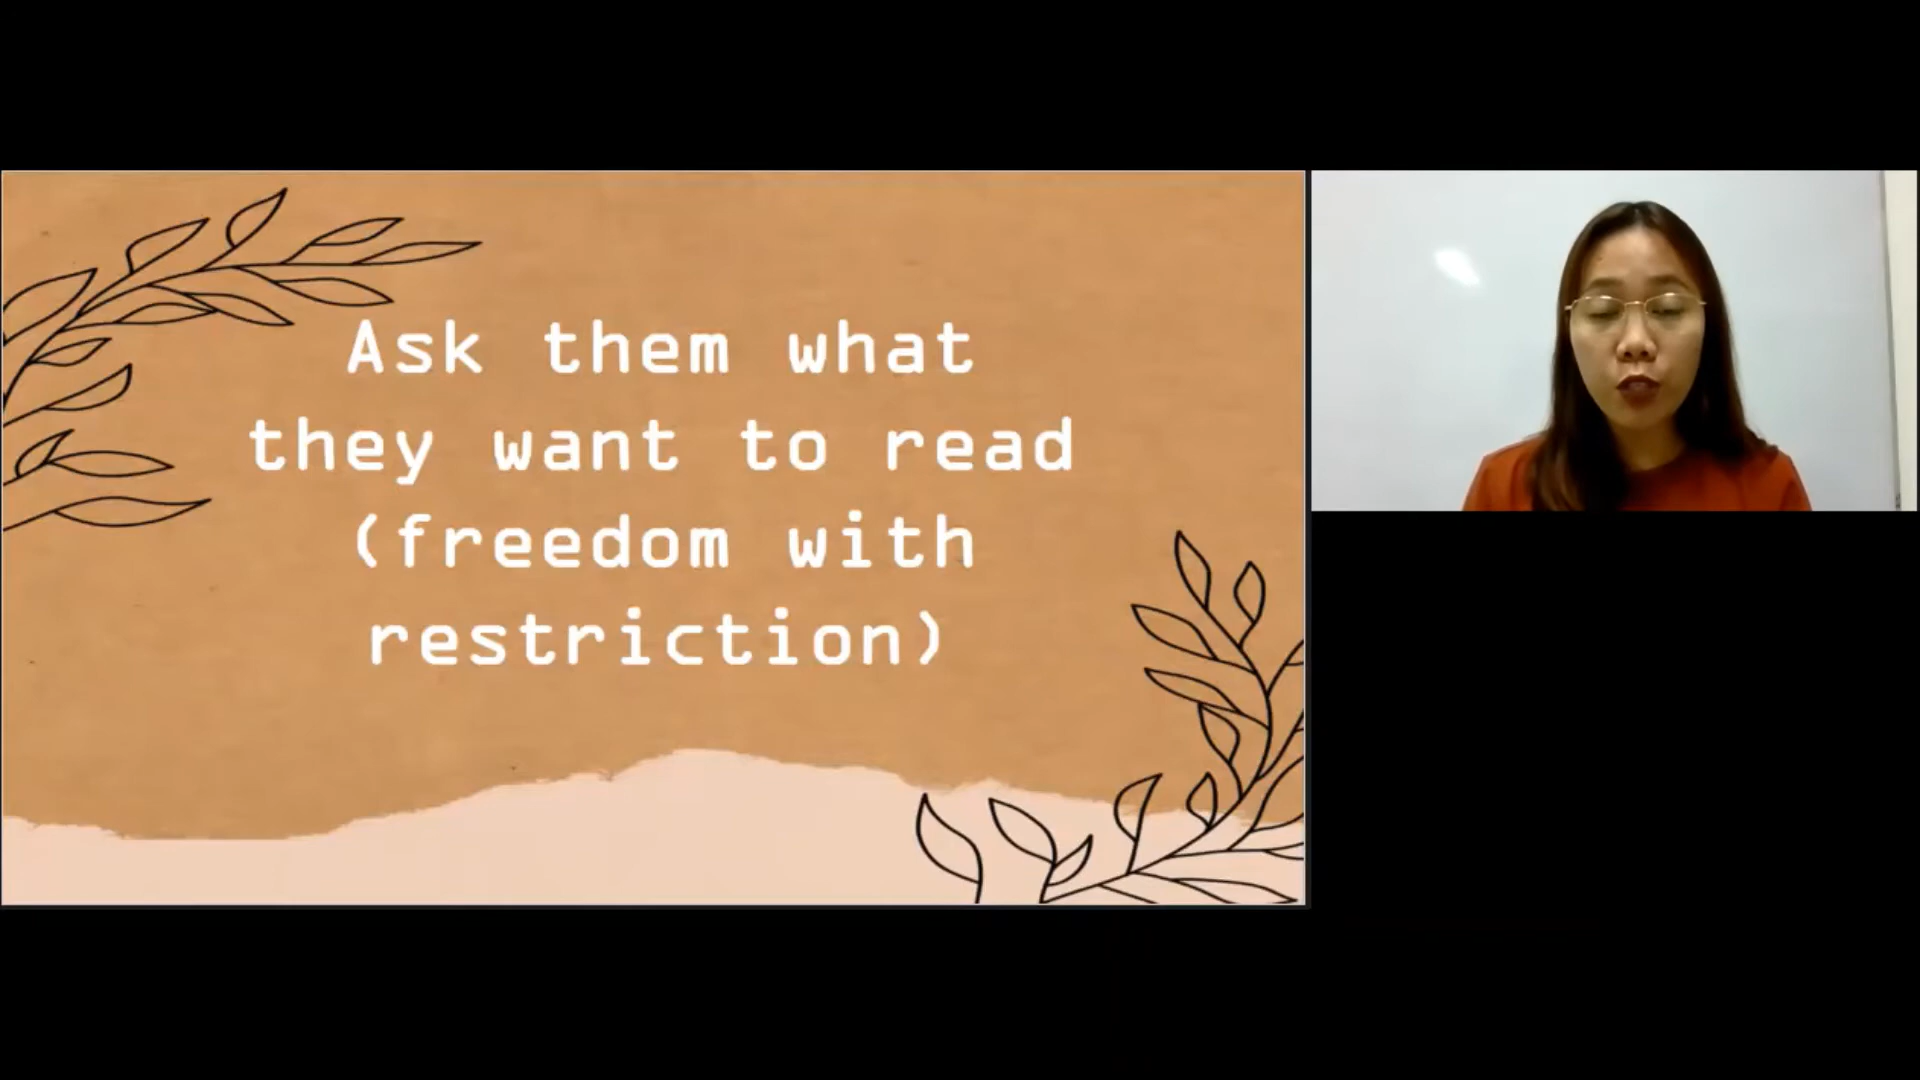 Ask them what
they want to read
(freedom with
restriction)